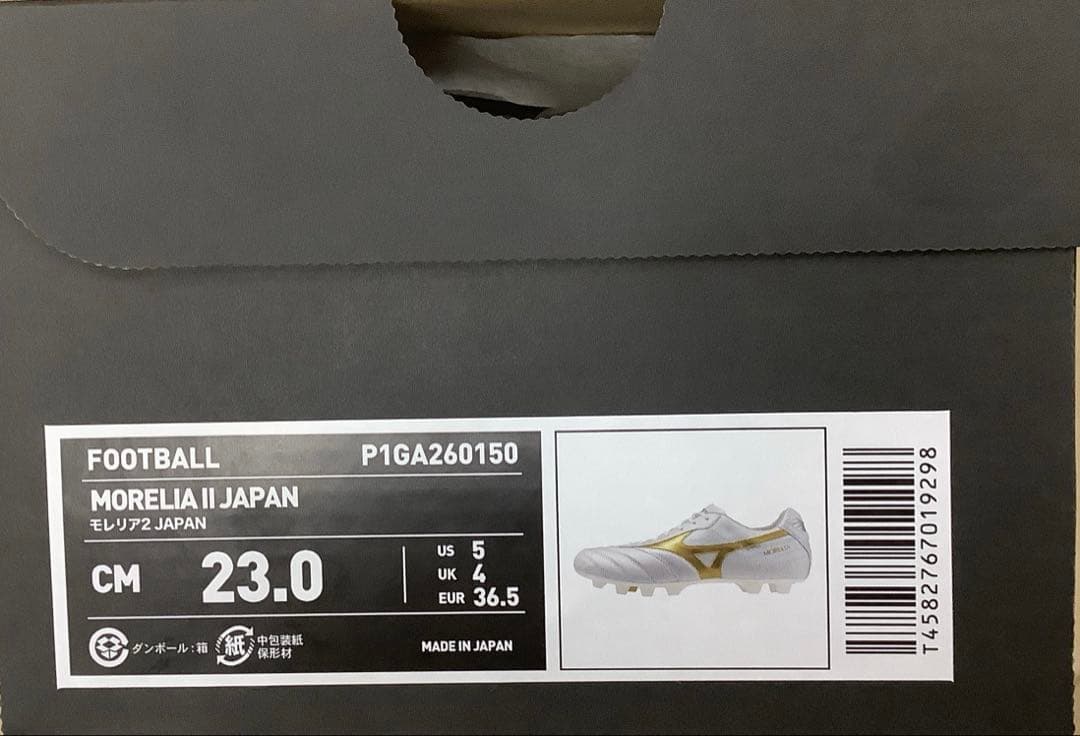 FOOTBALL P1GA260150
MORELIA II JAPAN
モレリア2 JAPAN
CM 23.0
US 5
UK 4
EUR 36.5
ダンボール:箱
紙
中包装紙
保形材
MADE IN JAPAN
MORELIA
T4582767019298